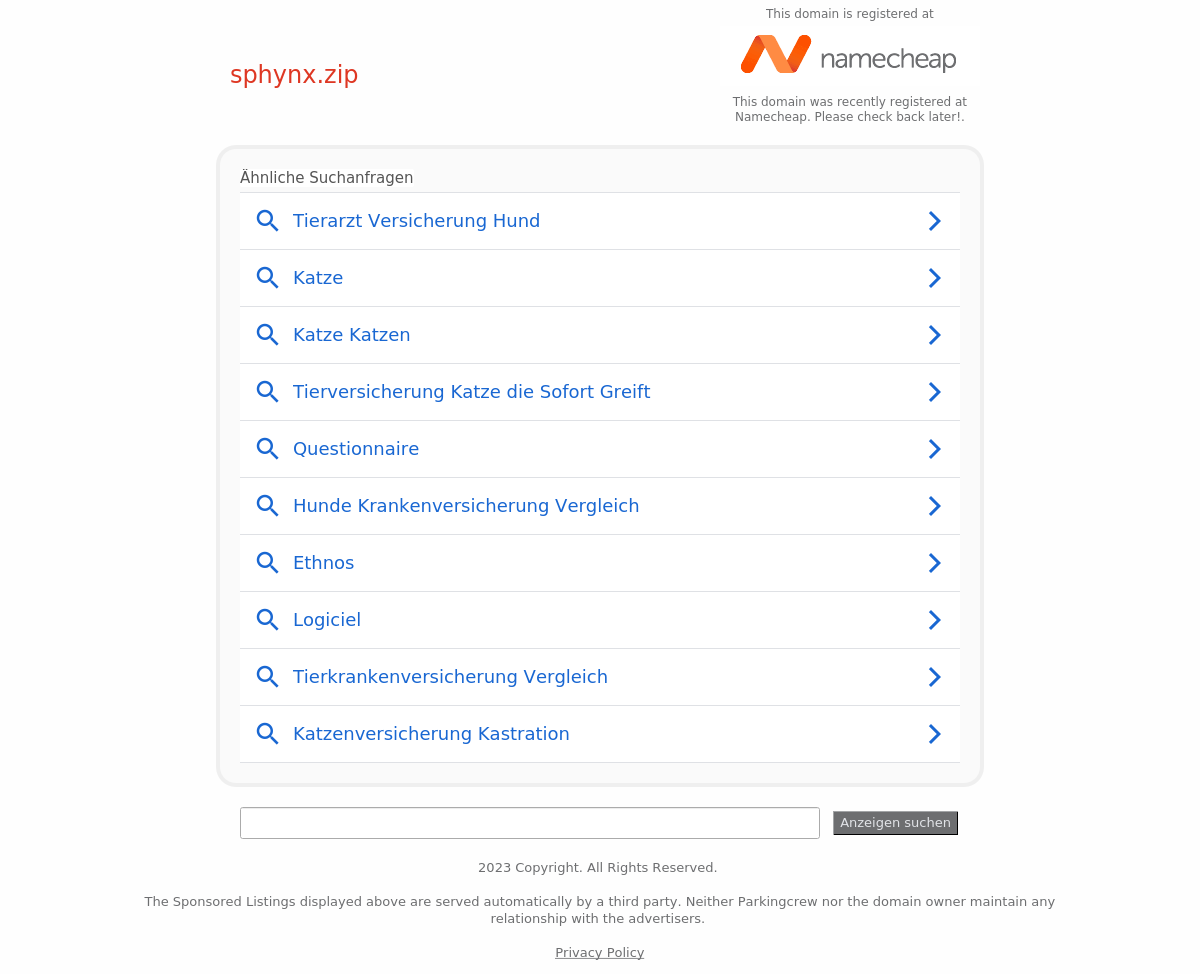 This domain is registered at
namecheap
sphynx.zip
This domain was recently registered at
Namecheap. Please check back later!.
Ähnliche Suchanfragen
Tierarzt Versicherung Hund
Katze
Katze Katzen
Tierversicherung Katze die Sofort Greift
Questionnaire
Hunde Krankenversicherung Vergleich
Ethnos
Logiciel
Tierkrankenversicherung Vergleich
Katzenversicherung Kastration
Anzeigen suchen
2023 Copyright. All Rights Reserved.
The Sponsored Listings displayed above are served automatically by a third party. Neither Parkingcrew nor the domain owner maintain any
relationship with the advertisers.
Privacy Policy